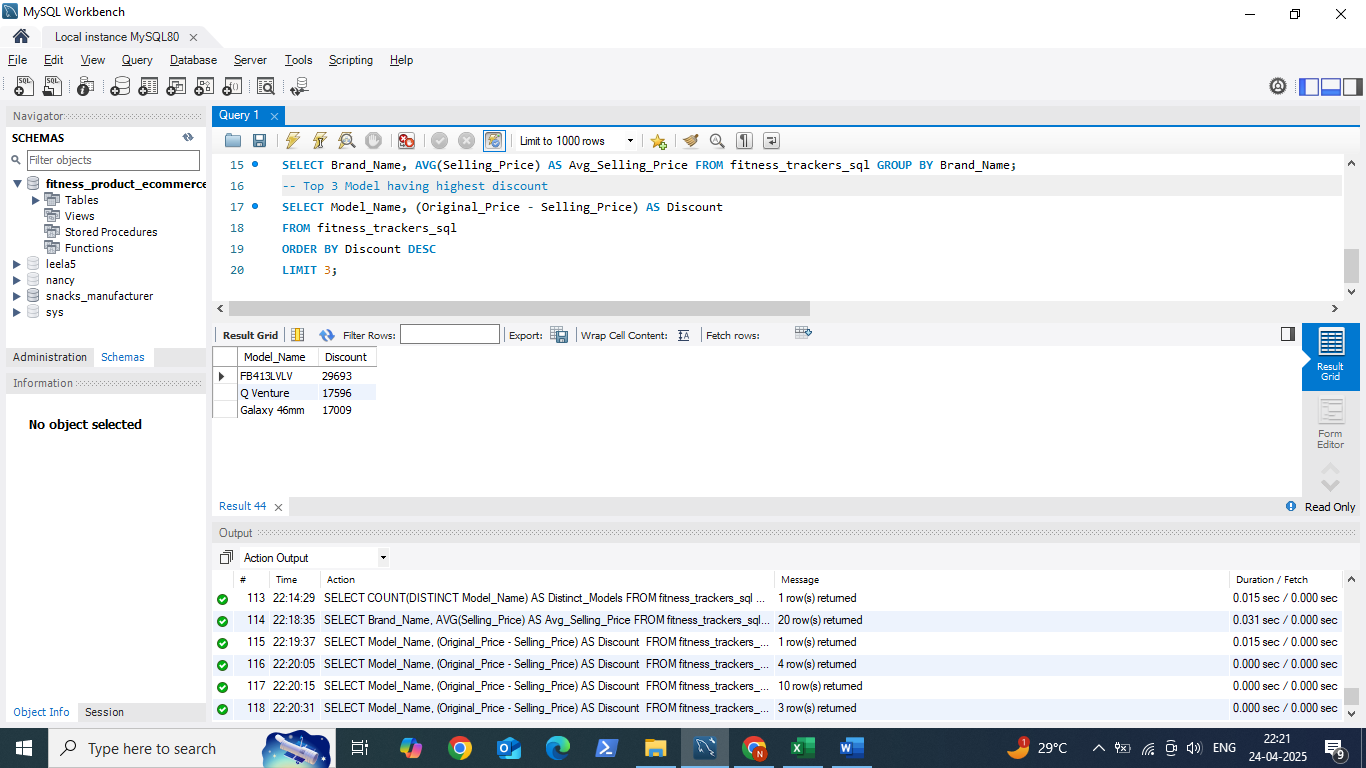 MySQL Workbench
Local instance MySQL80
File Edit View Query Database Server Tools Scripting Help
Navigator
SCHEMAS
Filter objects
fitness_product_ecommerce
Tables
Views
Stored Procedures
Functions
leela5
nancy
snacks_manufacturer
sys
Administration Schemas
Information
No object selected
Object Info Session
Query 1
Limit to 1000 rows
15 SELECT Brand_Name, AVG(Selling_Price) AS Avg_Selling_Price FROM fitness_trackers_sql GROUP BY Brand_Name;
16 -- Top 3 Model having highest discount
17 SELECT Model_Name, (Original_Price - Selling_Price) AS Discount
18 FROM fitness_trackers_sql
19 ORDER BY Discount DESC
20 LIMIT 3;
Result Grid Filter Rows: Export: Wrap Cell Content: Fetch rows:
Model_Name Discount
FB413LVLV 29693
Q Venture 17596
Galaxy 46mm 17009
Result Grid
Form Editor
Result 44
Read Only
Output
Action Output
# Time Action Message Duration / Fetch
113 22:14:29 SELECT COUNT(DISTINCT Model_Name) AS Distinct_Models FROM fitness_trackers_sql ... 1 row(s) returned 0.015 sec / 0.000 sec
114 22:18:35 SELECT Brand_Name, AVG(Selling_Price) AS Avg_Selling_Price FROM fitness_trackers_sql... 20 row(s) returned 0.031 sec / 0.000 sec
115 22:19:37 SELECT Model_Name, (Original_Price - Selling_Price) AS Discount FROM fitness_trackers_... 1 row(s) returned 0.015 sec / 0.000 sec
116 22:20:05 SELECT Model_Name, (Original_Price - Selling_Price) AS Discount FROM fitness_trackers_... 4 row(s) returned 0.000 sec / 0.000 sec
117 22:20:15 SELECT Model_Name, (Original_Price - Selling_Price) AS Discount FROM fitness_trackers_... 10 row(s) returned 0.000 sec / 0.000 sec
118 22:20:31 SELECT Model_Name, (Original_Price - Selling_Price) AS Discount FROM fitness_trackers_... 3 row(s) returned 0.000 sec / 0.000 sec
Type here to search
1
29°C
ENG
22:21
24-04-2025
9